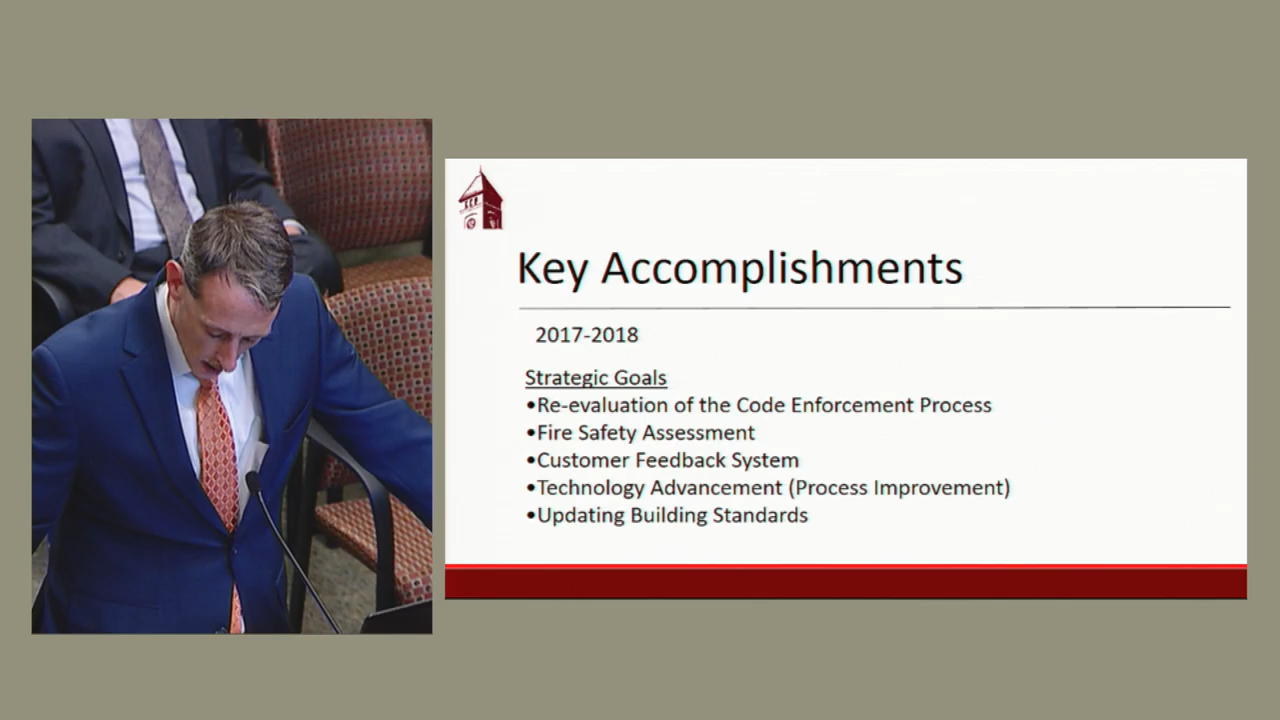 Key Accomplishments
2017-2018
Strategic Goals
•Re-evaluation of the Code Enforcement Process
•Fire Safety Assessment
•Customer Feedback System
•Technology Advancement (Process Improvement)
•Updating Building Standards